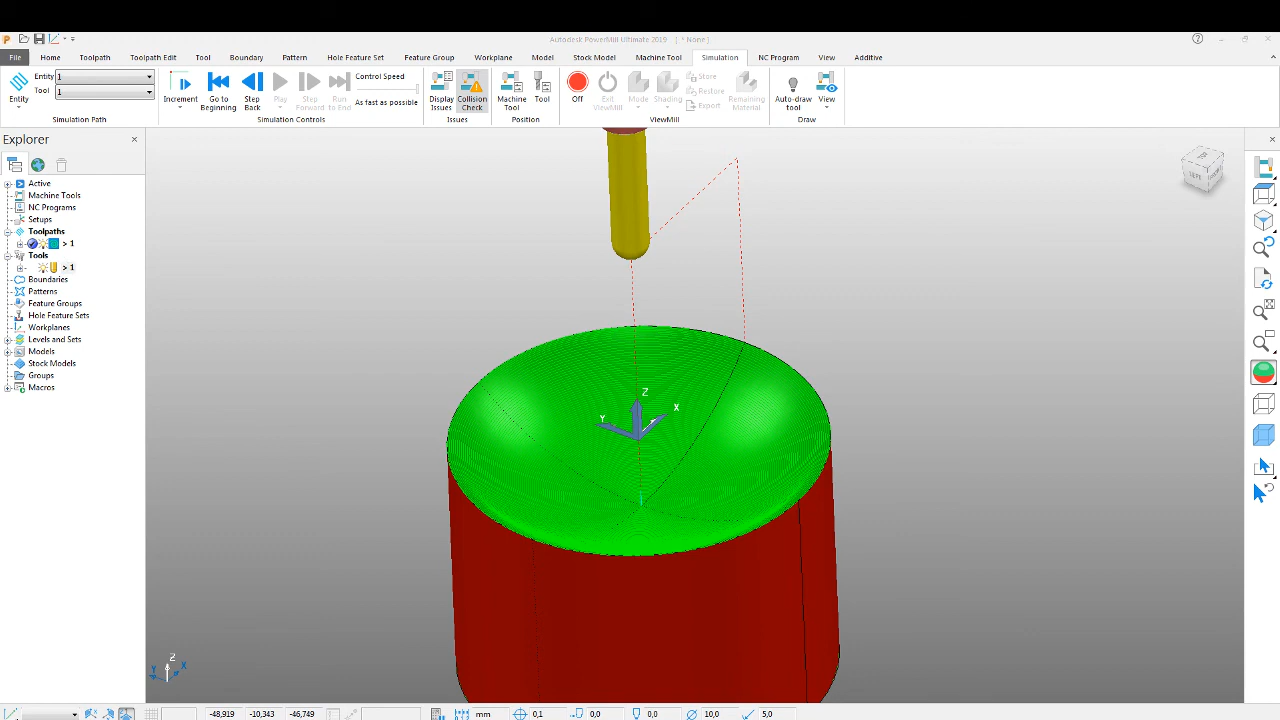 Autodesk PowerMill Ultimate 2019 [ * None ]
File Home Toolpath Toolpath Edit Tool Boundary Pattern Hole Feature Set Feature Group Workplane Model Stock Model Machine Tool Simulation NC Program View Additive
Entity
Entity 1
Tool 1
Simulation Path
Increment
Go to Beginning
Step Back
Play
Step Forward
Run to End
Control Speed
As fast as possible
Simulation Controls
Display Issues
Collision Check
Issues
Machine Tool
Tool
Position
Off
Exit ViewMill
Mode
Shading
Store
Restore
Export
Remaining Material
ViewMill
Auto-draw tool
View
Draw
Explorer
Active
Machine Tools
NC Programs
Setups
Toolpaths
> 1
Tools
> 1
Boundaries
Patterns
Feature Groups
Hole Feature Sets
Workplanes
Levels and Sets
Models
Stock Models
Groups
Macros
LEFT
Z
X
Y
Z
Y
X
-48,919 -10,343 -46,749 mm 0,1 0,0 0,0 10,0 5,0